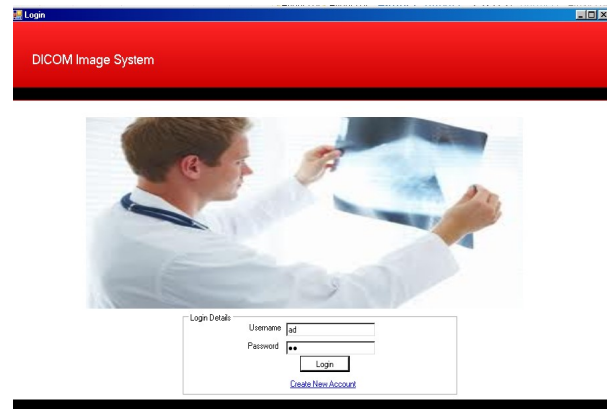 Login
DICOM Image System
Login Details
Username ad
Password ●●
Login
Create New Account